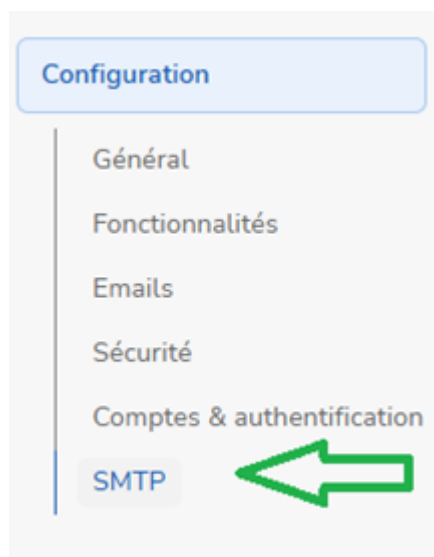 Configuration
Général
Fonctionnalités
Emails
Sécurité
Comptes & authentification
SMTP